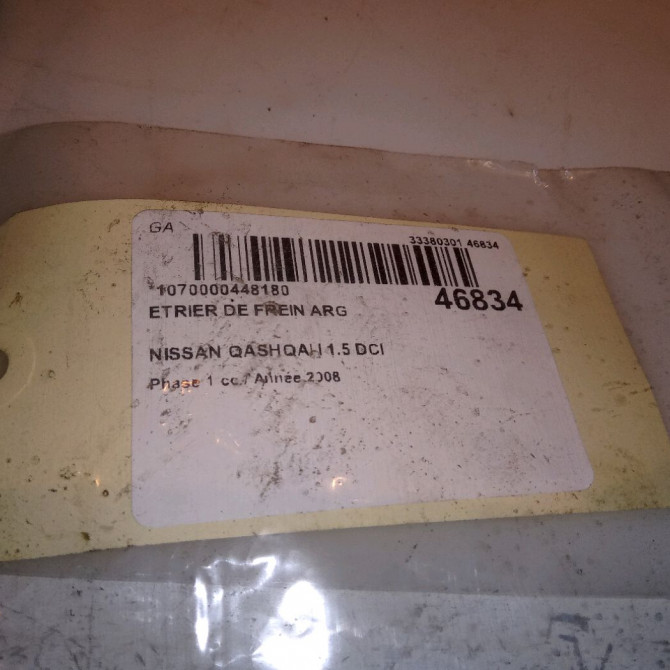 GA
33380301 46834
*1070000448180
46834
ETRIER DE FREIN ARG
NISSAN QASHQAI I 1.5 DCI
Phase 1 cc / Année 2008